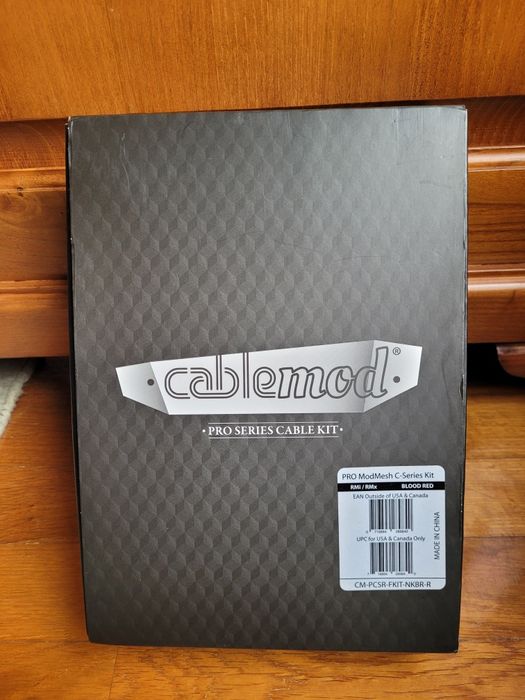 cablemod®
• PRO SERIES CABLE KIT •
PRO ModMesh C-Series Kit
RMi / RMx BLOOD RED
EAN Outside of USA & Canada
UPC for USA & Canada Only
MADE IN CHINA
CM-PCSR-FKIT-NKBR-R